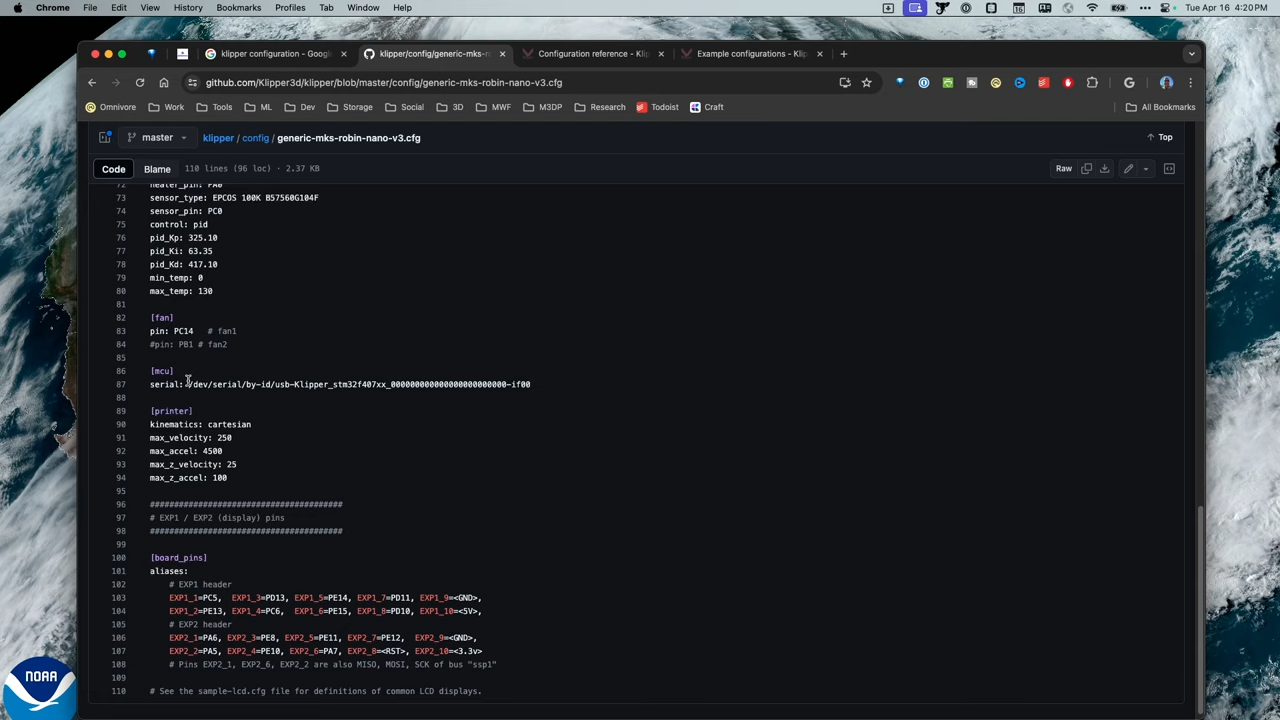 Chrome File Edit View History Bookmarks Profiles Tab Window Help Tue Apr 16 4:20 PM
klipper configuration - Google
klipper/config/generic-mks-ro
Configuration reference - Klip
Example configurations - Klip
github.com/Klipper3d/klipper/blob/master/config/generic-mks-robin-nano-v3.cfg
Omnivore Work Tools ML Dev Storage Social 3D MWF M3DP Research Todoist Craft All Bookmarks
master klipper / config / generic-mks-robin-nano-v3.cfg Top
Code Blame 110 lines (96 loc) · 2.37 KB Raw
72 heater_pin: PA0
73 sensor_type: EPCOS 100K B57560G104F
74 sensor_pin: PC0
75 control: pid
76 pid_Kp: 325.10
77 pid_Ki: 63.35
78 pid_Kd: 417.10
79 min_temp: 0
80 max_temp: 130
81
82 [fan]
83 pin: PC14 # fan1
84 #pin: PB1 # fan2
85
86 [mcu]
87 serial: /dev/serial/by-id/usb-Klipper_stm32f407xx_000000000000000000000000-if00
88
89 [printer]
90 kinematics: cartesian
91 max_velocity: 250
92 max_accel: 4500
93 max_z_velocity: 25
94 max_z_accel: 100
95
96 ########################################
97 # EXP1 / EXP2 (display) pins
98 ########################################
99
100 [board_pins]
101 aliases:
102 # EXP1 header
103 EXP1_1=PC5, EXP1_3=PD13, EXP1_5=PE14, EXP1_7=PD11, EXP1_9=<GND>,
104 EXP1_2=PE13, EXP1_4=PC6, EXP1_6=PE15, EXP1_8=PD10, EXP1_10=<5V>,
105 # EXP2 header
106 EXP2_1=PA6, EXP2_3=PE8, EXP2_5=PE11, EXP2_7=PE12, EXP2_9=<GND>,
107 EXP2_2=PA5, EXP2_4=PE10, EXP2_6=PA7, EXP2_8=<RST>, EXP2_10=<3.3v>
108 # Pins EXP2_1, EXP2_6, EXP2_2 are also MISO, MOSI, SCK of bus "ssp1"
109
110 # See the sample-lcd.cfg file for definitions of common LCD displays.
NOAA